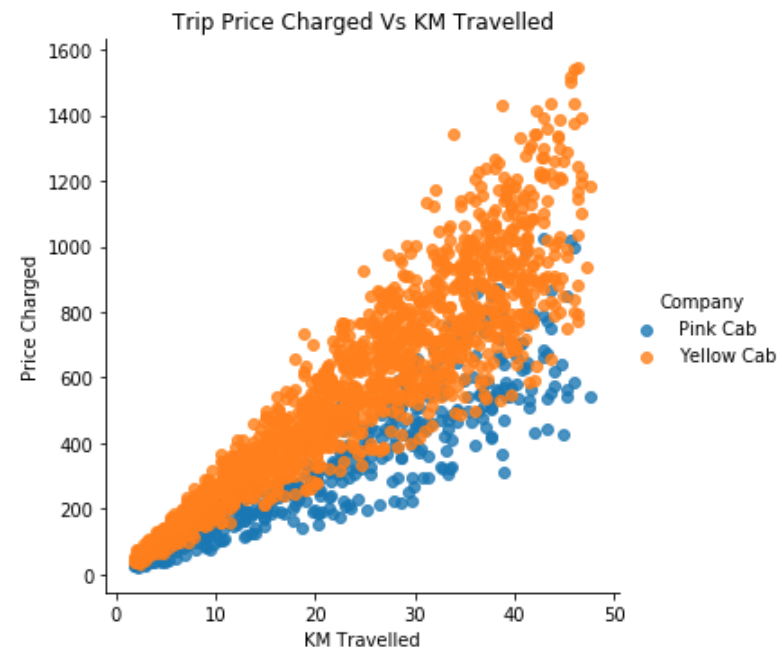 Trip Price Charged Vs KM Travelled
1600
1400
1200
1000
800
600
400
200
0
Price Charged
0 10 20 30 40 50
KM Travelled
Company
Pink Cab
Yellow Cab